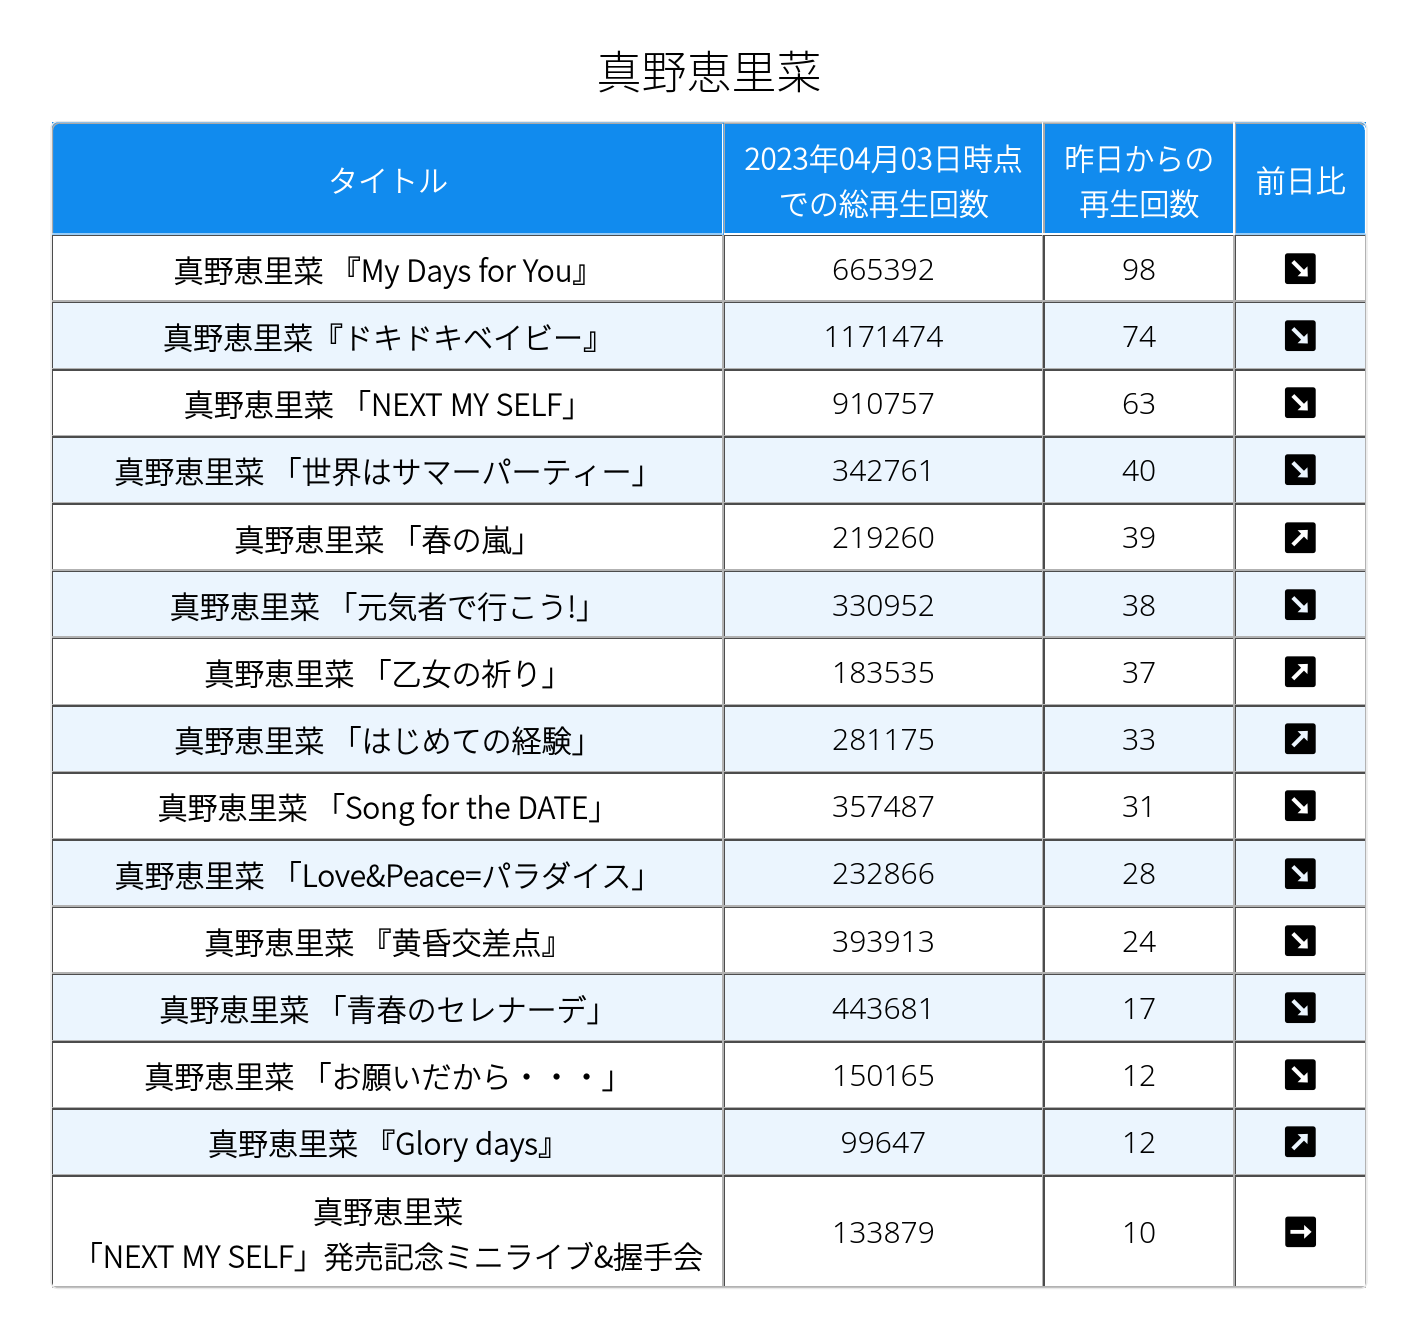 真野恵里菜
タイトル
2023年04月03日時点
での総再生回数
昨日からの
再生回数
前日比
真野恵里菜 『My Days for You』 665392 98 ↘
真野恵里菜『ドキドキベイビー』 1171474 74 ↘
真野恵里菜 「NEXT MY SELF」 910757 63 ↘
真野恵里菜 「世界はサマーパーティー」 342761 40 ↘
真野恵里菜 「春の嵐」 219260 39 ↗
真野恵里菜 「元気者で行こう!」 330952 38 ↘
真野恵里菜 「乙女の祈り」 183535 37 ↗
真野恵里菜 「はじめての経験」 281175 33 ↗
真野恵里菜 「Song for the DATE」 357487 31 ↘
真野恵里菜 「Love&Peace=パラダイス」 232866 28 ↘
真野恵里菜 『黄昏交差点』 393913 24 ↘
真野恵里菜 「青春のセレナーデ」 443681 17 ↘
真野恵里菜 「お願いだから・・・」 150165 12 ↘
真野恵里菜 『Glory days』 99647 12 ↗
真野恵里菜
「NEXT MY SELF」発売記念ミニライブ&握手会 133879 10 →